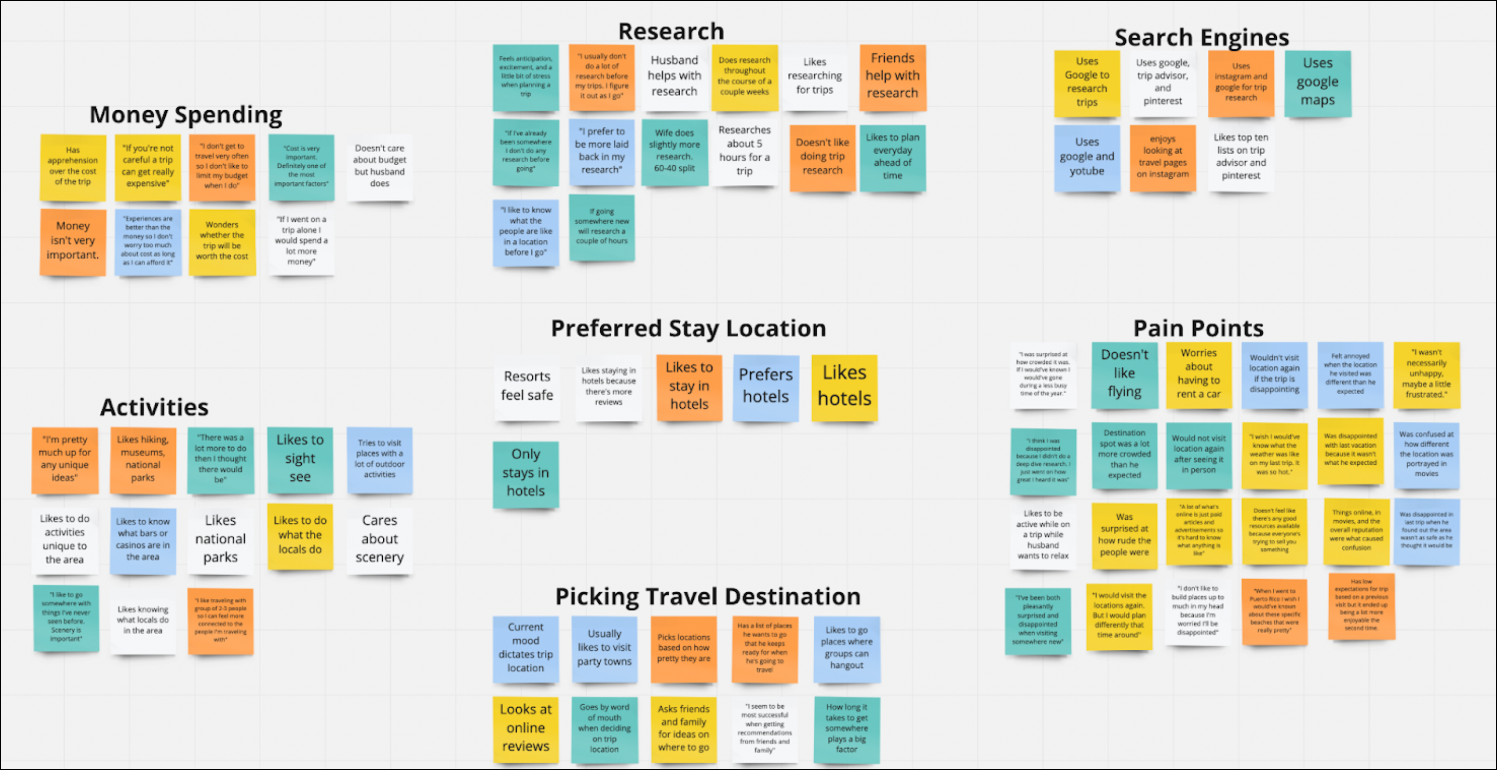 Money Spending
Has
apprehension
over the cost
of the trip
"If you're not
careful a trip
can get really
expensive"
"I don't get to
travel very often
so I don't like to
limit my budget
when I do"
"Cost is very
important.
Definitely one of
the most
important factors"
Doesn't care
about budget
but husband
does
Money
isn't very
important.
"Experiences are
better than the
money so I don't
worry too much
about cost as long
as I can afford it"
Wonders
whether the
trip will be
worth the cost
"If I went on a
trip alone I
would spend a
lot more
money"
Research
Feels anticipation,
excitement, and a
little bit of stress
when planning a
trip
"I usually don't
do a lot of
research before
my trips. I figure
it out as I go"
Husband
helps with
research
Does research
throughout
the course of a
couple weeks
Likes
researching
for trips
Friends
help with
research
"If I've already
been somewhere
I don't do any
research before
going"
"I prefer to
be more laid
back in my
research"
Wife does
slightly more
research.
60-40 split
Researches
about 5
hours for a
trip
Doesn't like
doing trip
research
Likes to plan
everyday
ahead of
time
"I like to know
what the
people are like
in a location
before I go"
If going
somewhere new
will research a
couple of hours
Search Engines
Uses
Google to
research
trips
Uses google,
trip advisor,
and
pinterest
Uses
instagram and
google for trip
research
Uses
google
maps
Uses
google and
yotube
enjoys
looking at
travel pages
on instagram
Likes top ten
lists on trip
advisor and
pinterest
Activities
"I'm pretty
much up for
any unique
ideas"
Likes hiking,
museums,
national
parks
"There was a
lot more to do
then I thought
there would
be"
Likes to
sight
see
Tries to visit
places with a
lot of outdoor
activities
Likes to do
activities
unique to
the area
Likes to know
what bars or
casinos are in
the area
Likes
national
parks
Likes to do
what the
locals do
Cares
about
scenery
"I like to go
somewhere with
things I've never
seen before.
Scenery is
important"
Likes knowing
what locals
do in the area
"I like traveling with
group of 2-3 people
so I can feel more
connected to the
people I'm traveling
with"
Preferred Stay Location
Resorts
feel safe
Likes staying in
hotels because
there's more
reviews
Likes to
stay in
hotels
Prefers
hotels
Likes
hotels
Only
stays in
hotels
Picking Travel Destination
Current
mood
dictates trip
location
Usually
likes to visit
party towns
Picks locations
based on how
pretty they are
Has a list of places
he wants to go
that he keeps
ready for when
he's going to
travel
Likes to go
places where
groups can
hangout
Looks at
online
reviews
Goes by word
of mouth
when deciding
on trip
location
Asks friends
and family
for ideas on
where to go
"I seem to be
most successful
when getting
recommendations
from friends and
family"
How long it
takes to get
somewhere
plays a big
factor
Pain Points
"I was surprised at
how crowded it was.
If I would've known I
would've gone
during a less busy
time of the year."
Doesn't
like
flying
Worries
about
having to
rent a car
Wouldn't visit
location again
if the trip is
disappointing
Felt annoyed
when the location
he visited was
different than he
expected
"I wasn't
necessarily
unhappy,
maybe a little
frustrated."
"I think I was
disappointed
because I didn't do a
deep dive research, I
just went on how
great I heard it was"
Destination
spot was a lot
more crowded
than he
expected
Would not visit
location again
after seeing it
in person
"I wish I would've
know what the
weather was like
on my last trip. It
was so hot."
Was disappointed
with last vacation
because it wasn't
what he expected
Was confused at
how different
the location was
portrayed in
movies
Likes to be
active while on
a trip while
husband
wants to relax
Was
surprised at
how rude the
people were
"A lot of what's
online is just paid
articles and
advertisements so
it's hard to know
what anything is
like"
Doesn't feel like
there's any good
resources available
because everyone's
trying to sell you
something
Things online, in
movies, and the
overall reputation
were what caused
confusion
Was disappointed in
last trip when he
found out the area
wasn't as safe as he
thought it would be
"I've been both
pleasantly
surprised and
disappointed
when visiting
somewhere new"
"I would visit the
locations again.
But I would plan
differently that
time around"
"I don't like to
build places up to
much in my head
because I'm
worried I'll be
disappointed"
"When I went to
Puerto Rico I wish I
would've known
about these specific
beaches that were
really pretty"
Has low
expectations for trip
based on a previous
visit but it ended up
being a lot more
enjoyable the
second time.